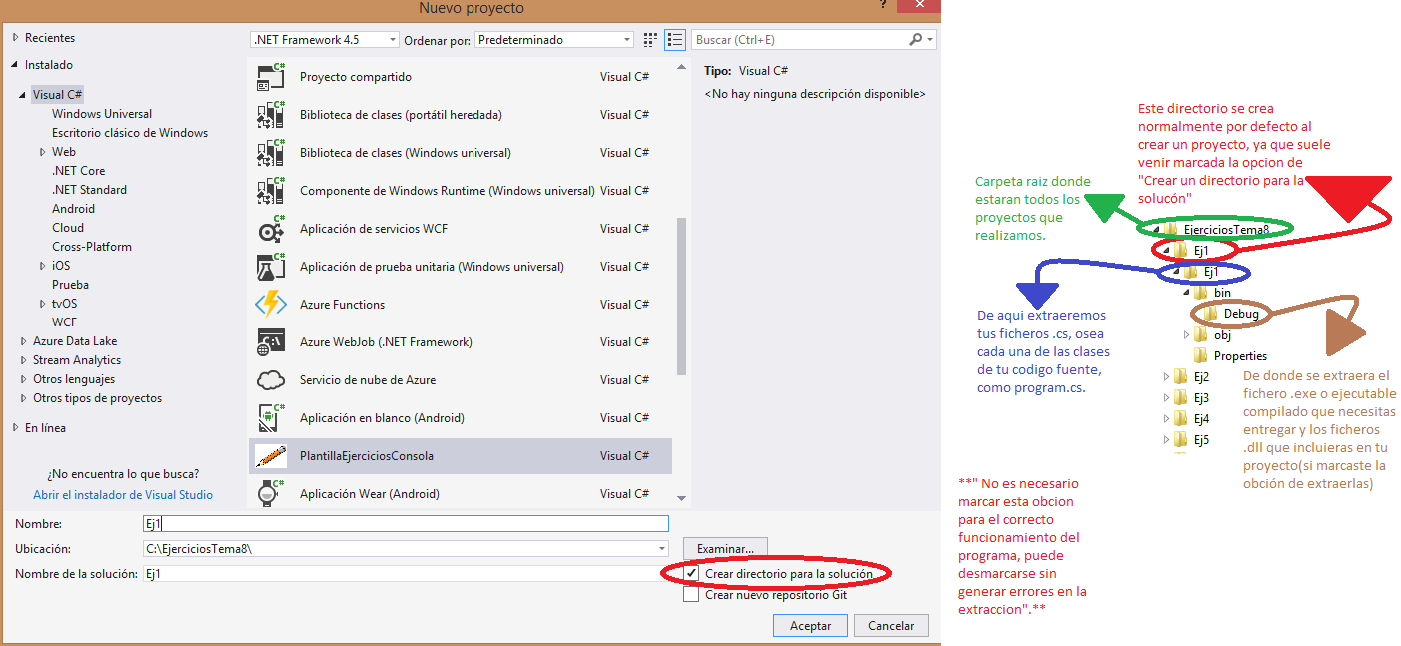 Nuevo proyecto
?
Recientes
Instalado
Visual C#
Windows Universal
Escritorio clásico de Windows
Web
.NET Core
.NET Standard
Android
Cloud
Cross-Platform
iOS
Prueba
tvOS
WCF
Azure Data Lake
Stream Analytics
Otros lenguajes
Otros tipos de proyectos
En línea
¿No encuentra lo que busca?
Abrir el instalador de Visual Studio
.NET Framework 4.5
Ordenar por: Predeterminado
Buscar (Ctrl+E)
Proyecto compartido Visual C#
Biblioteca de clases (portátil heredada) Visual C#
Biblioteca de clases (Windows universal) Visual C#
Componente de Windows Runtime (Windows universal) Visual C#
Aplicación de servicios WCF Visual C#
Aplicación de prueba unitaria (Windows universal) Visual C#
Azure Functions Visual C#
Azure WebJob (.NET Framework) Visual C#
Servicio de nube de Azure Visual C#
Aplicación en blanco (Android) Visual C#
PlantillaEjerciciosConsola Visual C#
Aplicación Wear (Android) Visual C#
Tipo: Visual C#
<No hay ninguna descripción disponible>
Nombre: Ej1
Ubicación: C:\EjerciciosTema8\
Examinar...
Nombre de la solución: Ej1
Crear directorio para la solución
Crear nuevo repositorio Git
Aceptar
Cancelar
Este directorio se crea
normalmente por defecto al
crear un proyecto, ya que suele
venir marcada la opcion de
"Crear un directorio para la
solucón"
Carpeta raiz donde
estaran todos los
proyectos que
realizamos.
EjerciciosTema8
Ej1
Ej1
bin
Debug
obj
Properties
Ej2
Ej3
Ej4
Ej5
De aqui extraeremos
tus ficheros .cs, osea
cada una de las clases
de tu codigo fuente,
como program.cs.
De donde se extraera el
fichero .exe o ejecutable
compilado que necesitas
entregar y los ficheros
.dll que incluieras en tu
proyecto(si marcaste la
obción de extraerlas)
**" No es necesario
marcar esta obcion
para el correcto
funcionamiento del
programa, puede
desmarcarse sin
generar errores en la
extraccion".**